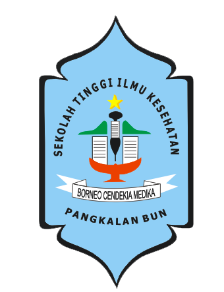 SEKOLAH TINGGI ILMU KESEHATAN
BORNEO CENDEKIA MEDIKA
PANGKALAN BUN